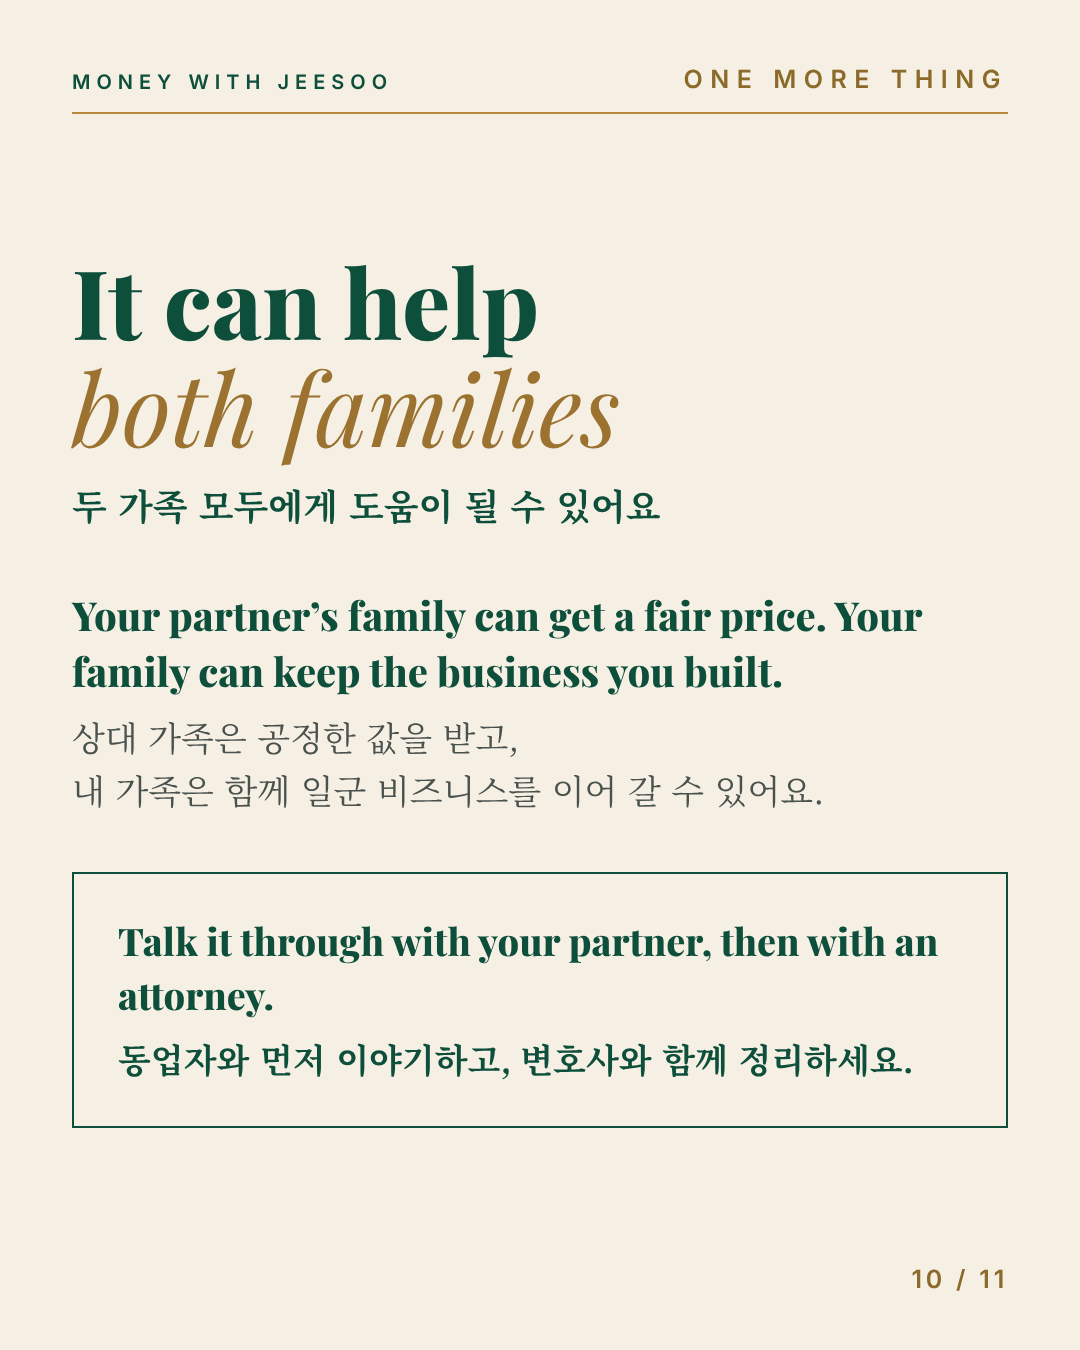 MONEY WITH JEESOO
ONE MORE THING
It can help
both families
두 가족 모두에게 도움이 될 수 있어요
Your partner’s family can get a fair price. Your
family can keep the business you built.
상대 가족은 공정한 값을 받고,
내 가족은 함께 일군 비즈니스를 이어 갈 수 있어요.
Talk it through with your partner, then with an
attorney.
동업자와 먼저 이야기하고, 변호사와 함께 정리하세요.
10 / 11